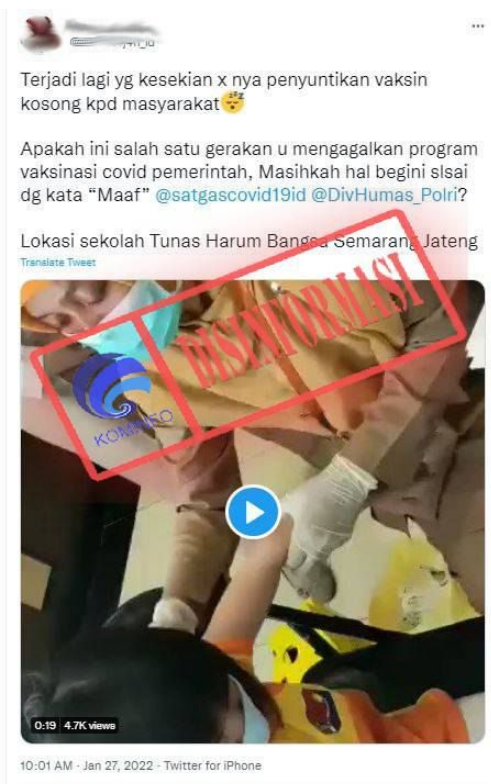 Terjadi lagi yg kesekian x nya penyuntikan vaksin
kosong kpd masyarakat😴
Apakah ini salah satu gerakan u mengagalkan program
vaksinasi covid pemerintah, Masihkah hal begini slsai
dg kata “Maaf” @satgascovid19id @DivHumas_Polri?
Lokasi sekolah Tunas Harum Bangsa Semarang Jateng
Translate Tweet
DISINFORMASI
KOMINFO
0:19 4.7K views
10:01 AM · Jan 27, 2022 · Twitter for iPhone